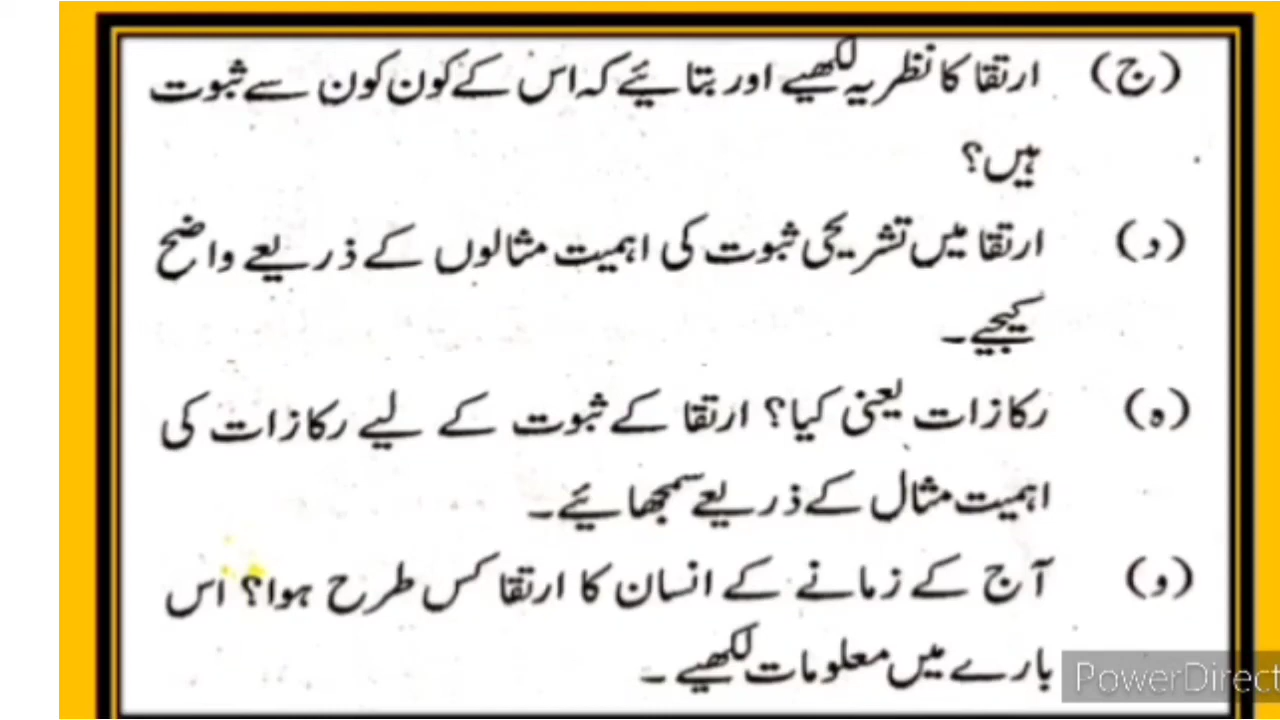 (ج) ارتقا کا نظریہ لکھیے اور بتائیے کہ اس کے کون کون سے ثبوت
ہیں؟
(د) ارتقا میں تشریحی ثبوت کی اہمیت مثالوں کے ذریعے واضح
کیجیے۔
(ہ) رکازات یعنی کیا؟ ارتقا کے ثبوت کے لیے رکازات کی
اہمیت مثال کے ذریعے سمجھائیے۔
(و) آج کے زمانے کے انسان کا ارتقا کس طرح ہوا؟ اس
بارے میں معلومات لکھیے۔
PowerDirect